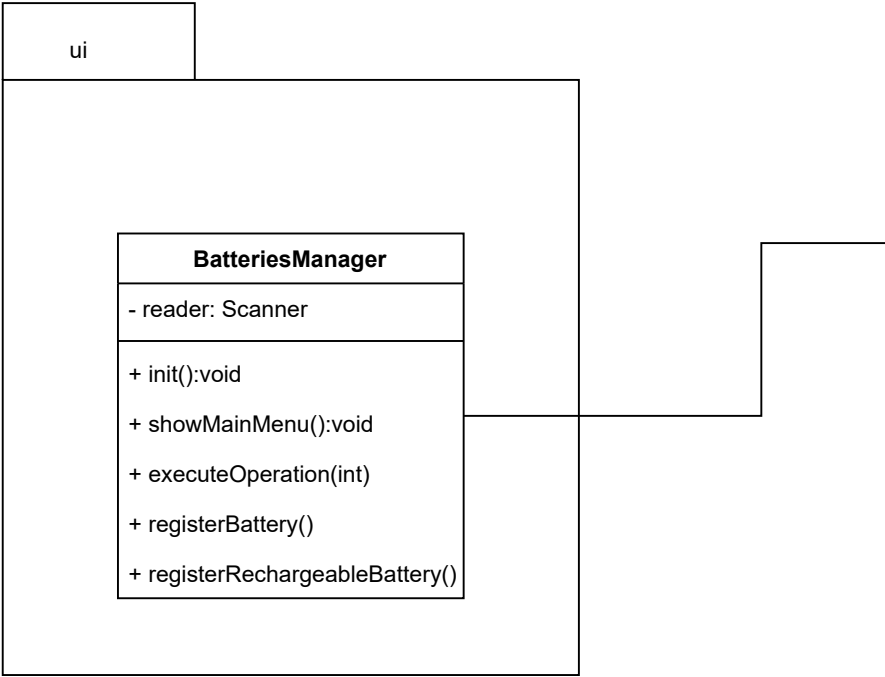 ui
BatteriesManager
- reader: Scanner
+ init():void
+ showMainMenu():void
+ executeOperation(int)
+ registerBattery()
+ registerRechargeableBattery()